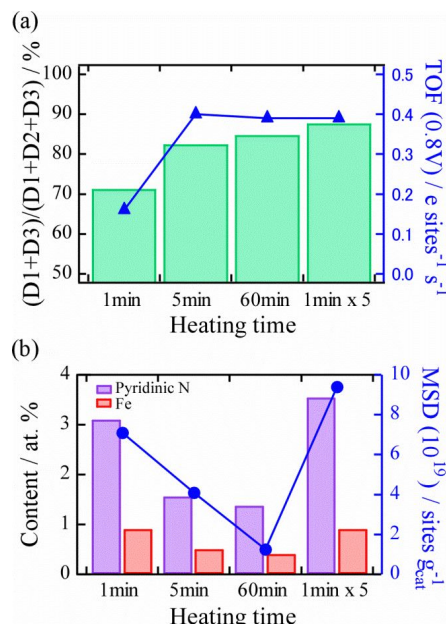 (a)
(D1+D3)/(D1+D2+D3) / %
100
90
80
70
60
50
0.5
0.4
0.3
0.2
0.1
0.0
TOF (0.8V) / e sites⁻¹ s⁻¹
1min
5min
60min
1min x 5
Heating time
(b)
Pyridinic N
Fe
Content / at. %
4
3
2
1
0
10
8
6
4
2
0
MSD (10¹⁹) / sites g⁻¹cat
1min
5min
60min
1min x 5
Heating time